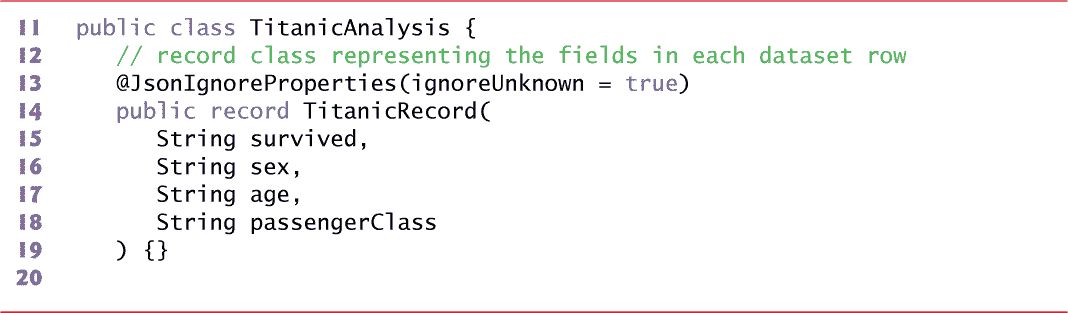 11 public class TitanicAnalysis {
12 // record class representing the fields in each dataset row
13 @JsonIgnoreProperties(ignoreUnknown = true)
14 public record TitanicRecord(
15 String survived,
16 String sex,
17 String age,
18 String passengerClass
19 ) {}
20